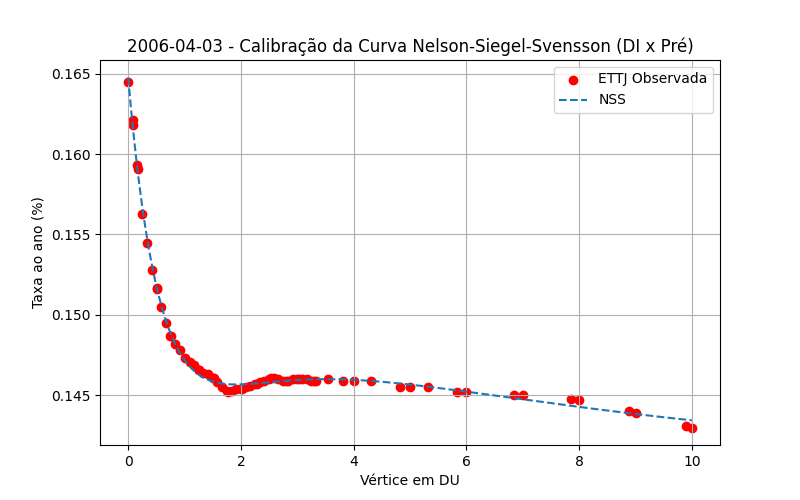 2006-04-03 - Calibração da Curva Nelson-Siegel-Svensson (DI x Pré)
ETTJ Observada
NSS
Taxa ao ano (%)
0.165
0.160
0.155
0.150
0.145
0 2 4 6 8 10
Vértice em DU